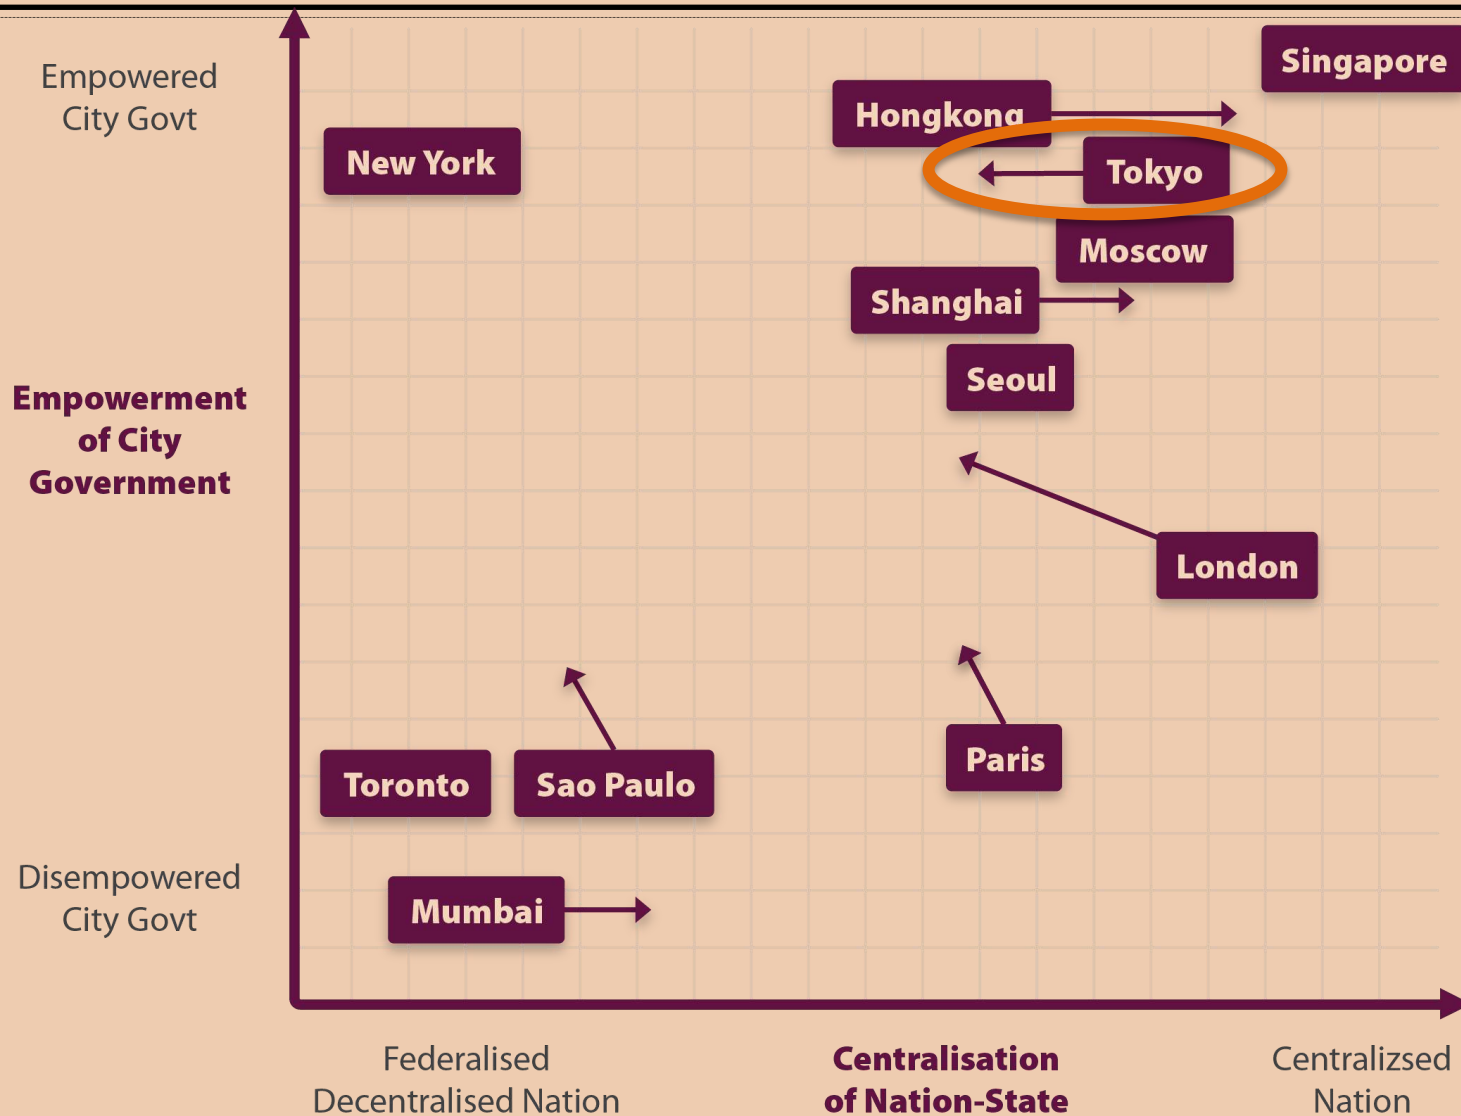 Empowered
City Govt
Singapore
Hongkong
New York
Tokyo
Moscow
Shanghai
Seoul
Empowerment
of City
Government
London
Paris
Toronto
Sao Paulo
Disempowered
City Govt
Mumbai
Federalised
Decentralised Nation
Centralisation
of Nation-State
Centralizsed
Nation